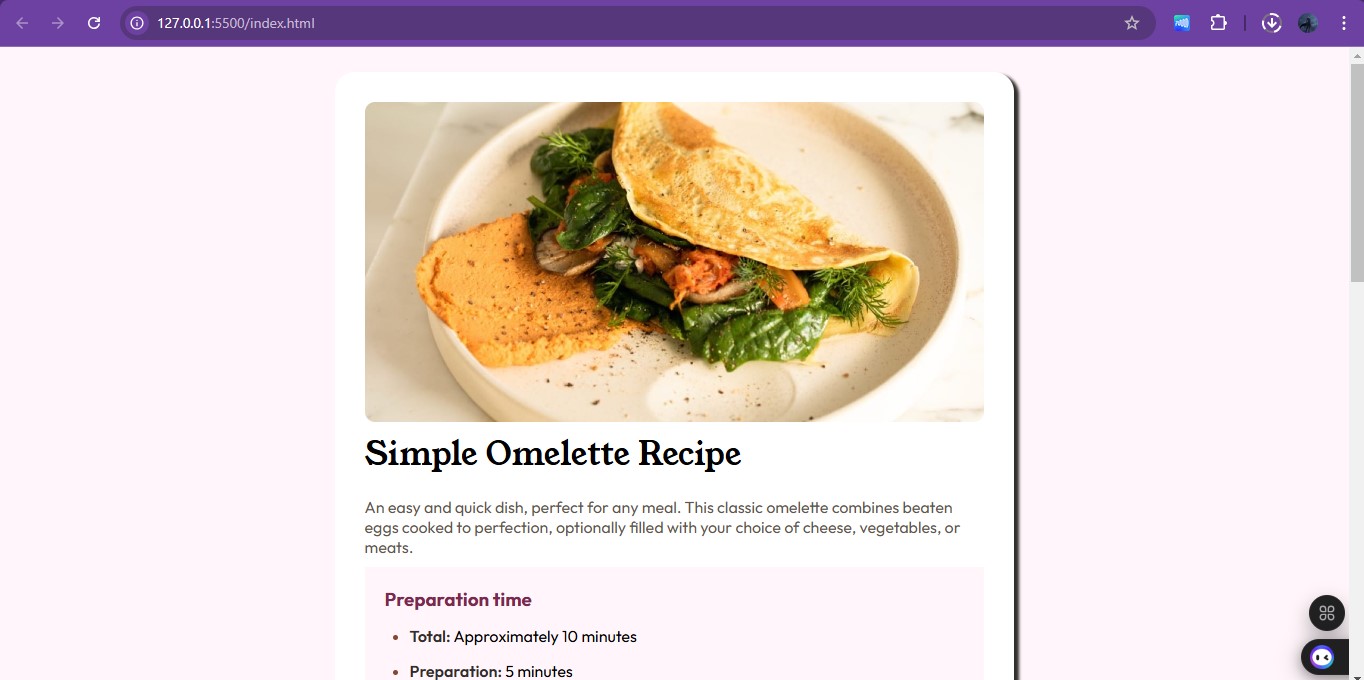 127.0.0.1:5500/index.html
Simple Omelette Recipe
An easy and quick dish, perfect for any meal. This classic omelette combines beaten
eggs cooked to perfection, optionally filled with your choice of cheese, vegetables, or
meats.
Preparation time
Total: Approximately 10 minutes
Preparation: 5 minutes